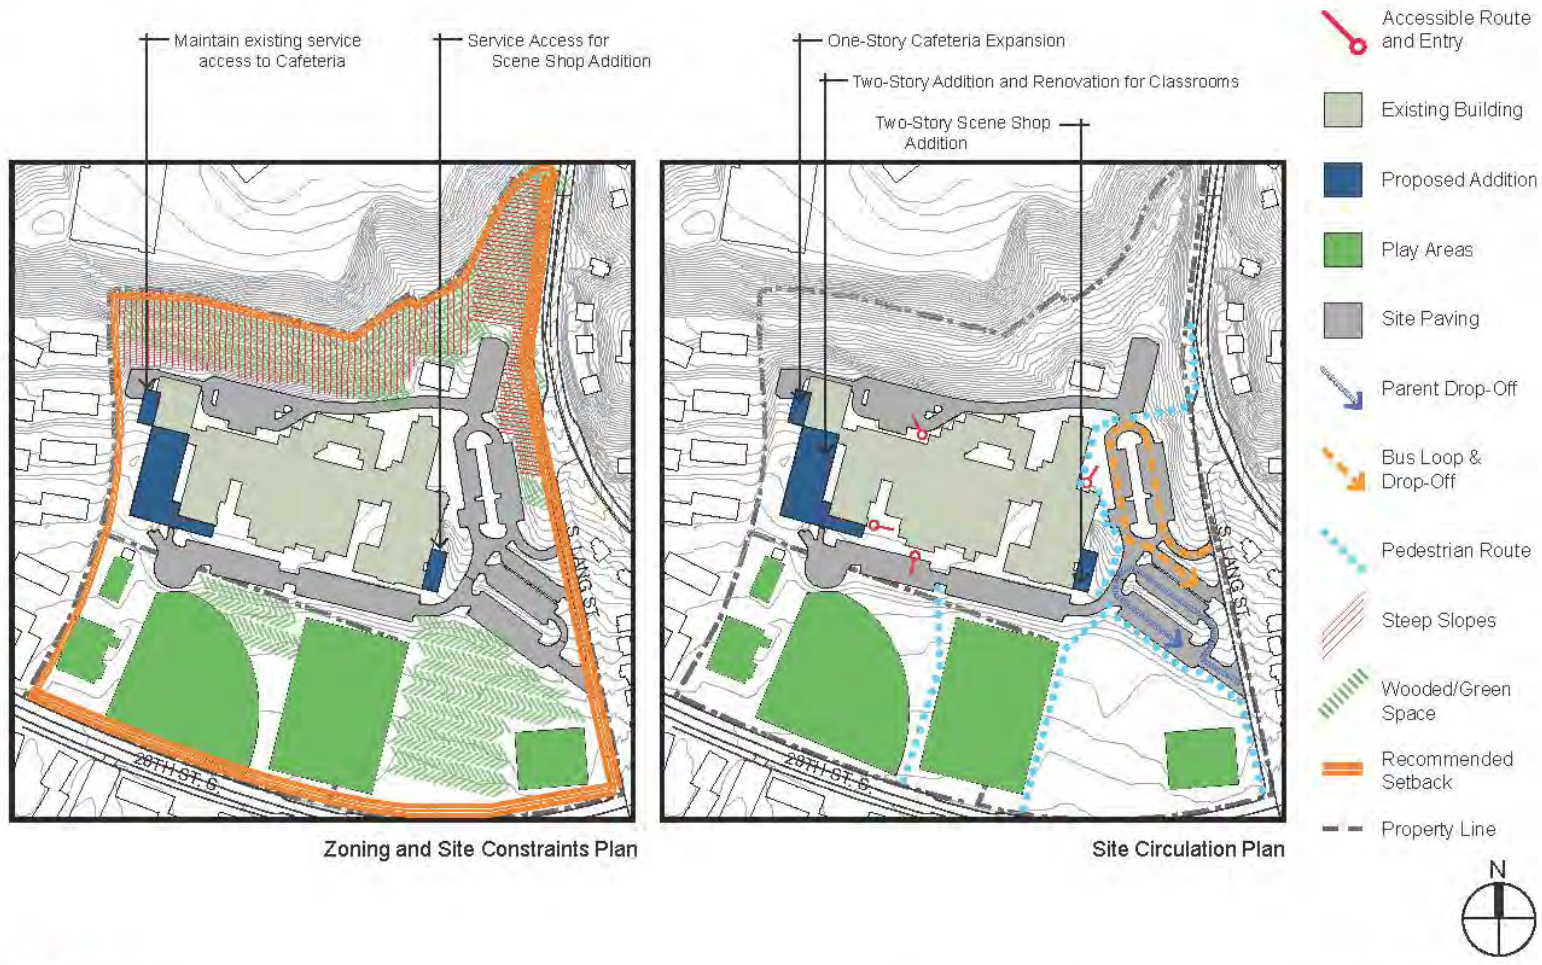 Maintain existing service
access to Cafeteria
Service Access for
Scene Shop Addition
One-Story Cafeteria Expansion
Two-Story Addition and Renovation for Classrooms
Two-Story Scene Shop
Addition
S LANG ST.
28TH ST. S.
Zoning and Site Constraints Plan
S LANG ST.
28TH ST. S.
Site Circulation Plan
Accessible Route
and Entry
Existing Building
Proposed Addition
Play Areas
Site Paving
Parent Drop-Off
Bus Loop &
Drop-Off
Pedestrian Route
Steep Slopes
Wooded/Green
Space
Recommended
Setback
Property Line
N